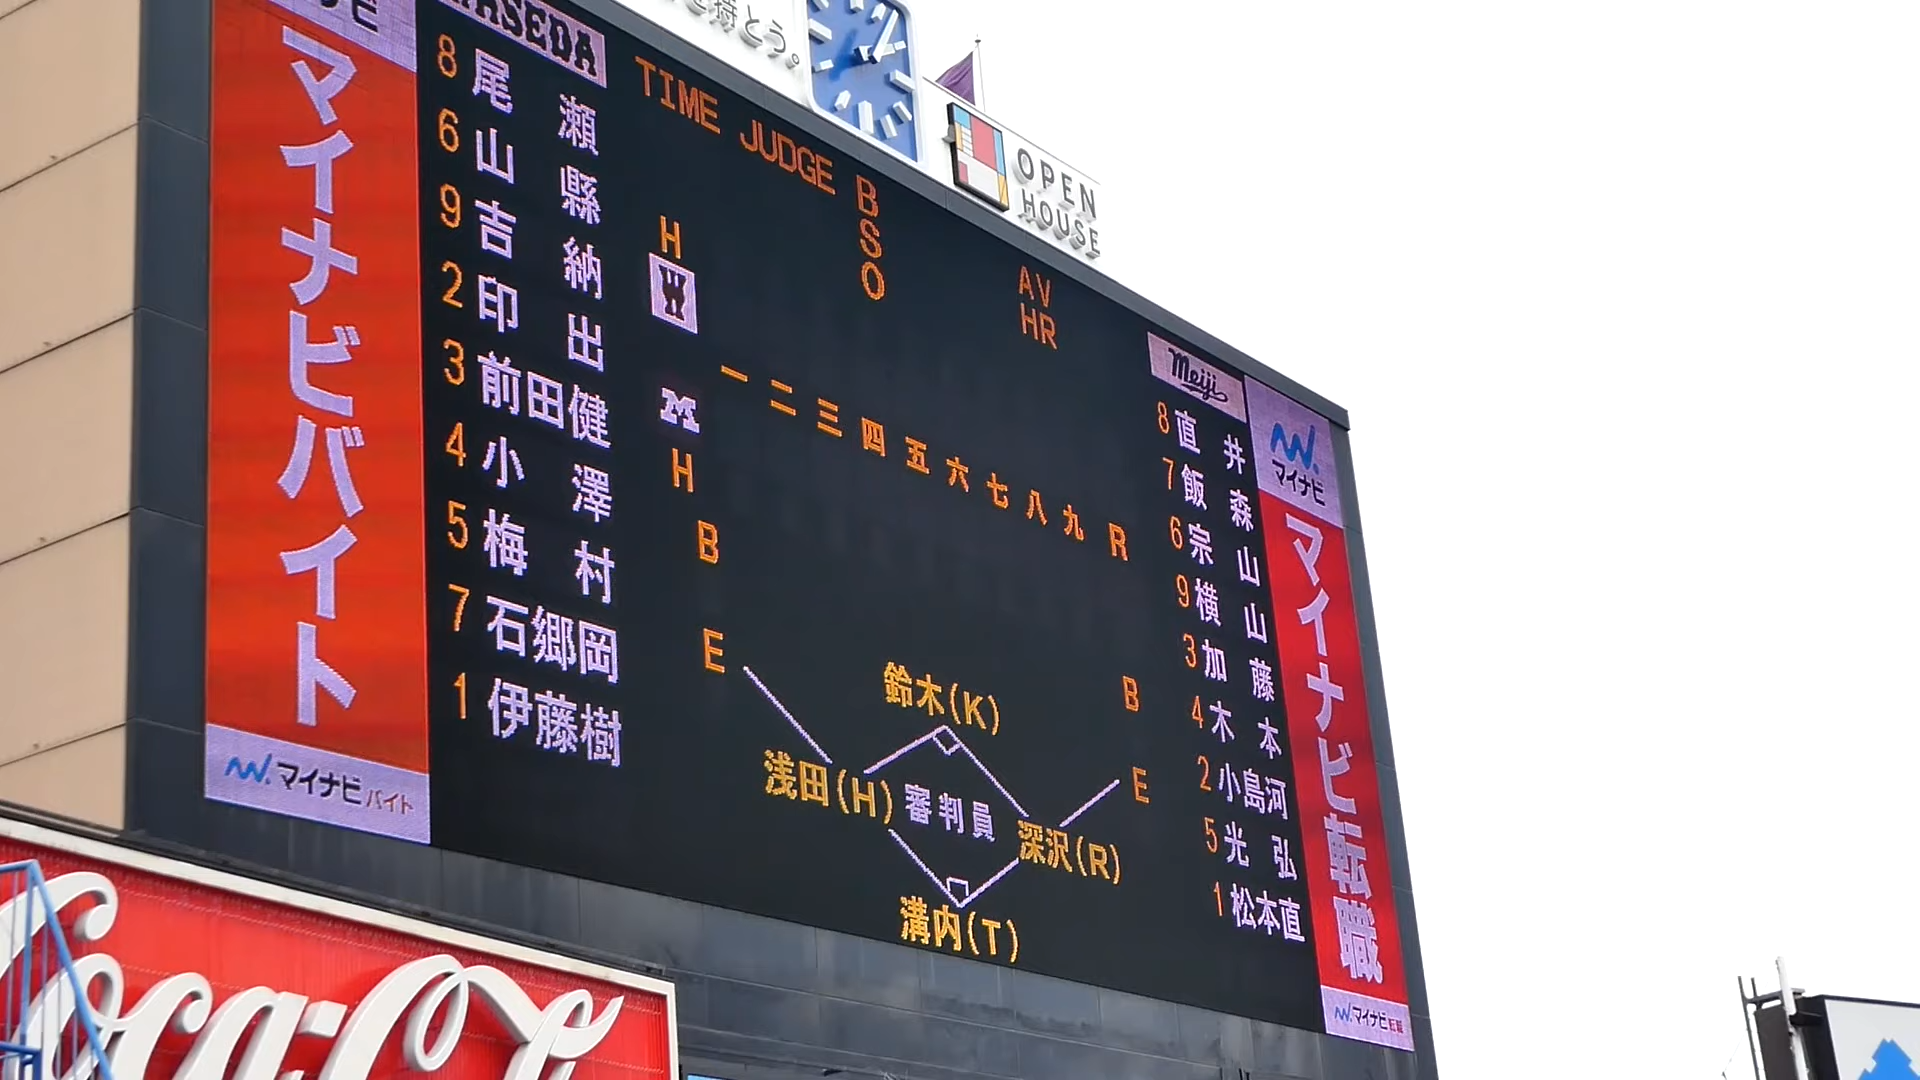 を持とう。
OPEN
HOUSE
マイナビバイト
マイナビ バイト
WASEDA
8 尾瀬
6 山縣
9 吉納
2 印出
3 前田健
4 小澤
5 梅村
7 石郷岡
1 伊藤樹
TIME JUDGE
B
S
O
H
AV
HR
W
M
一 二 三 四 五 六 七 八 九 R
H
B
E
鈴木(K)
浅田(H)
審判員
深沢(R)
溝内(T)
B
E
Meiji
8 直井
7 飯森
6 宗山
9 横山
3 加藤
4 木本
2 小島河
5 光弘
1 松本直
マイナビ
マイナビ転職
マイナビ転職
Coca-Cola